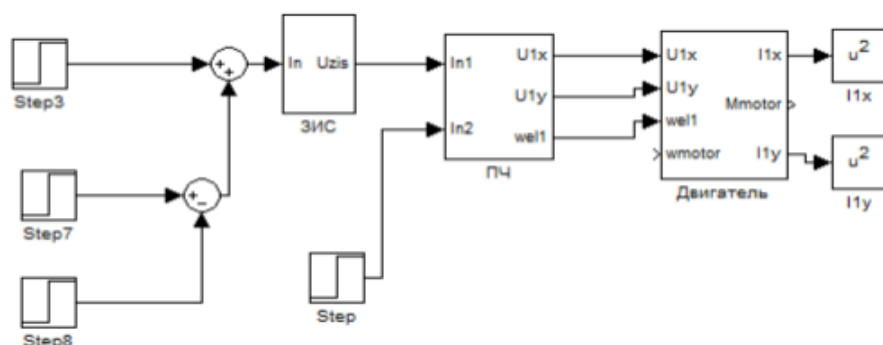 Step3
+
+
In
Uzis
ЗИС
Step7
+
−
Step8
Step
In1
In2
U1x
U1y
wel1
ПЧ
U1x
U1y
wel1
wmotor
I1x
Mmotor
I1y
Двигатель
u²
I1x
u²
I1y